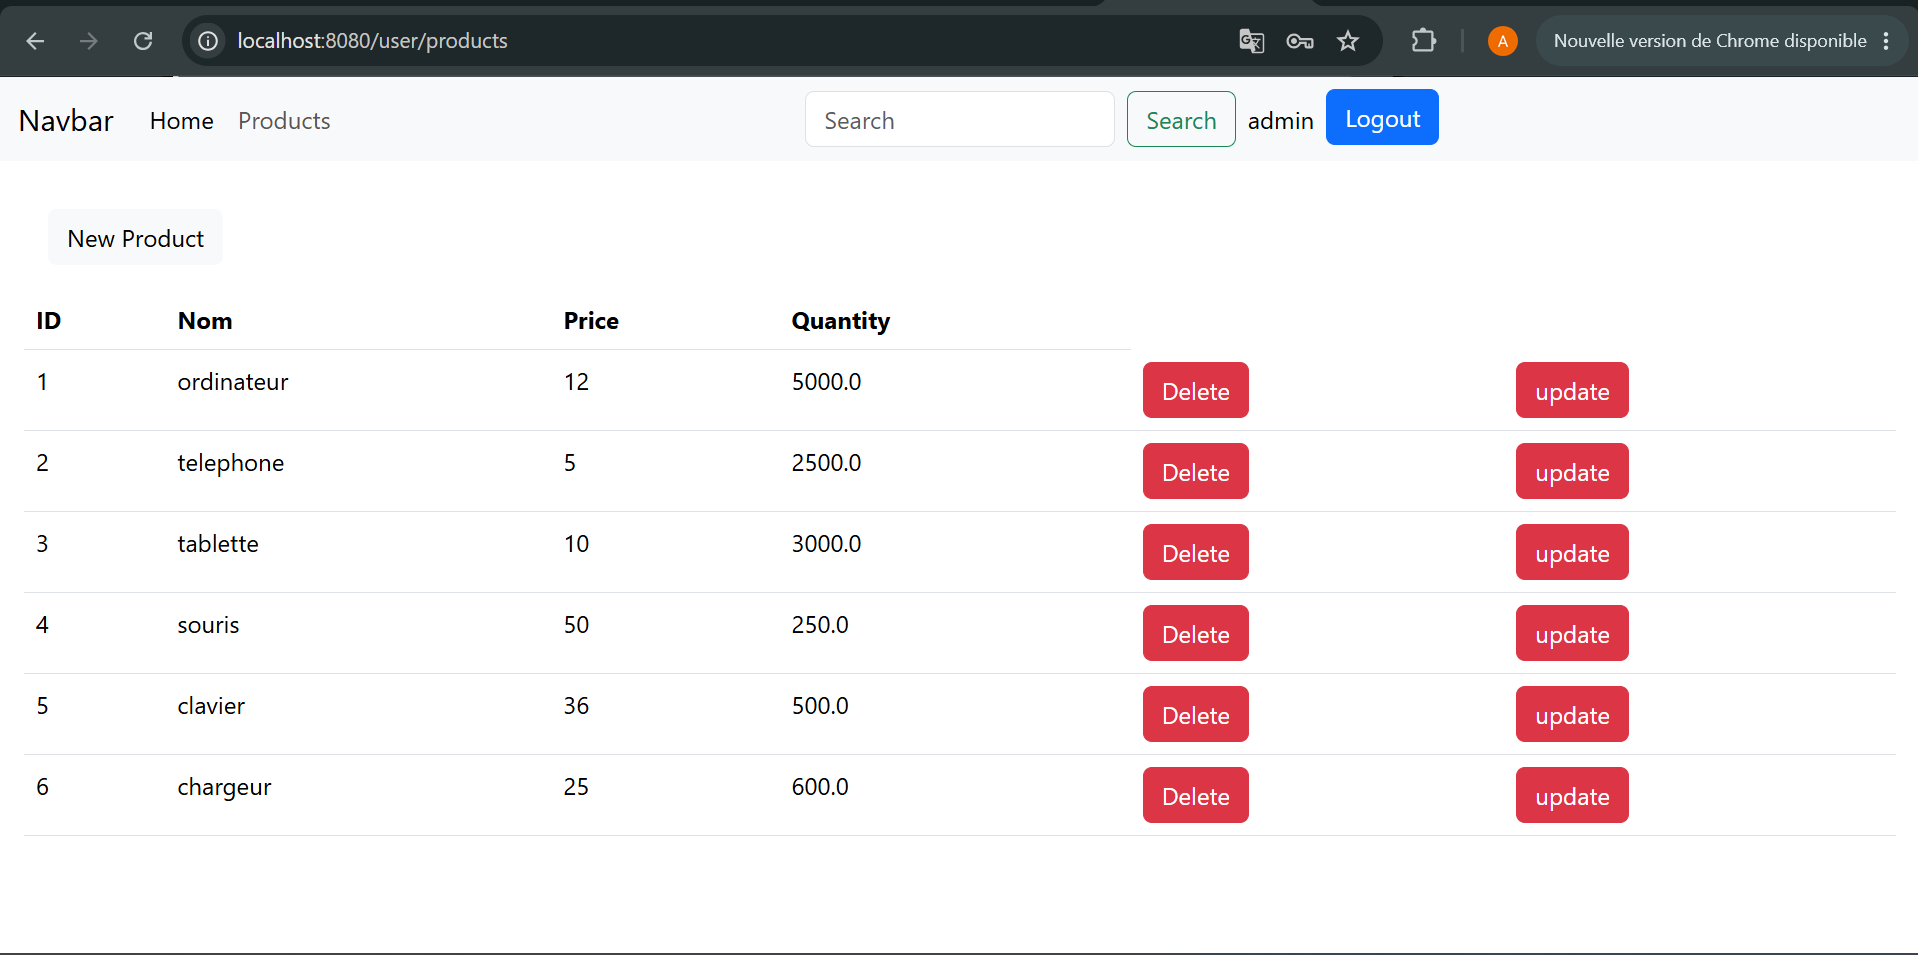 localhost:8080/user/products
A
Nouvelle version de Chrome disponible
Navbar Home Products Search Search admin Logout
New Product
ID Nom Price Quantity
1 ordinateur 12 5000.0 Delete update
2 telephone 5 2500.0 Delete update
3 tablette 10 3000.0 Delete update
4 souris 50 250.0 Delete update
5 clavier 36 500.0 Delete update
6 chargeur 25 600.0 Delete update